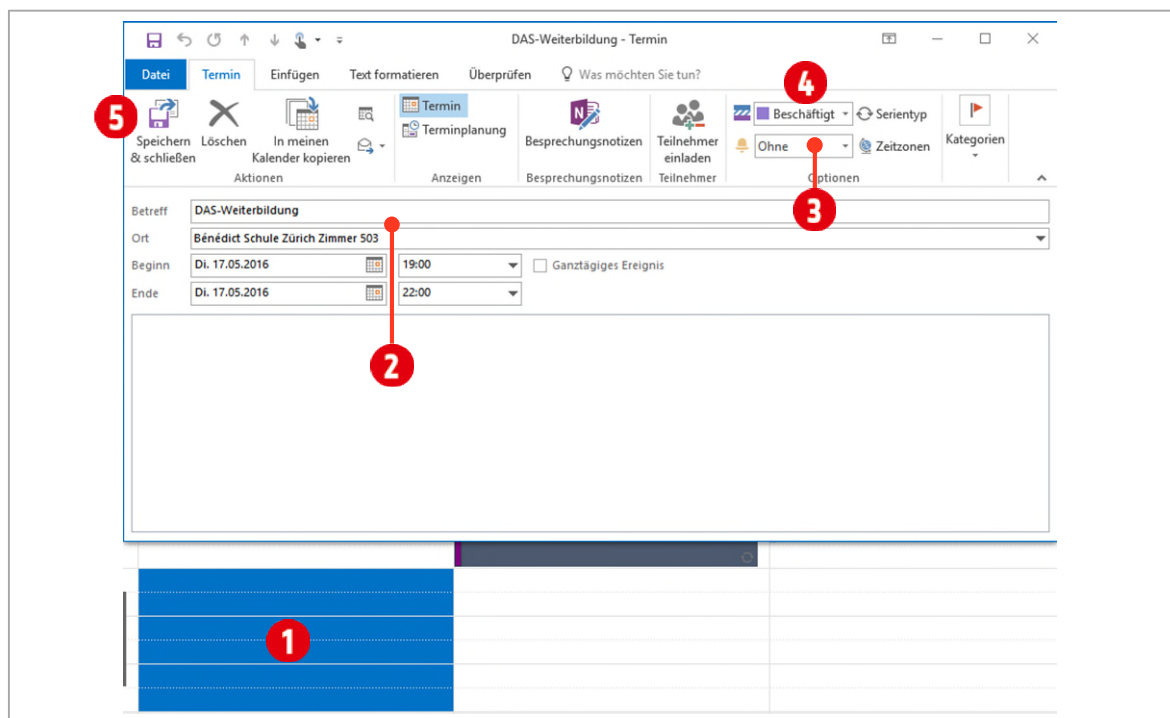 DAS-Weiterbildung - Termin
Datei Termin Einfügen Text formatieren Überprüfen Was möchten Sie tun?
4
5
Speichern & schließen
Löschen
In meinen Kalender kopieren
Aktionen
Termin
Terminplanung
Anzeigen
Besprechungsnotizen
Besprechungsnotizen
Teilnehmer einladen
Teilnehmer
Beschäftigt Serientyp
Ohne Zeitzonen
Optionen
Kategorien
3
Betreff DAS-Weiterbildung
Ort Bénédict Schule Zürich Zimmer 503
Beginn Di. 17.05.2016 19:00 Ganztägiges Ereignis
Ende Di. 17.05.2016 22:00
2
1